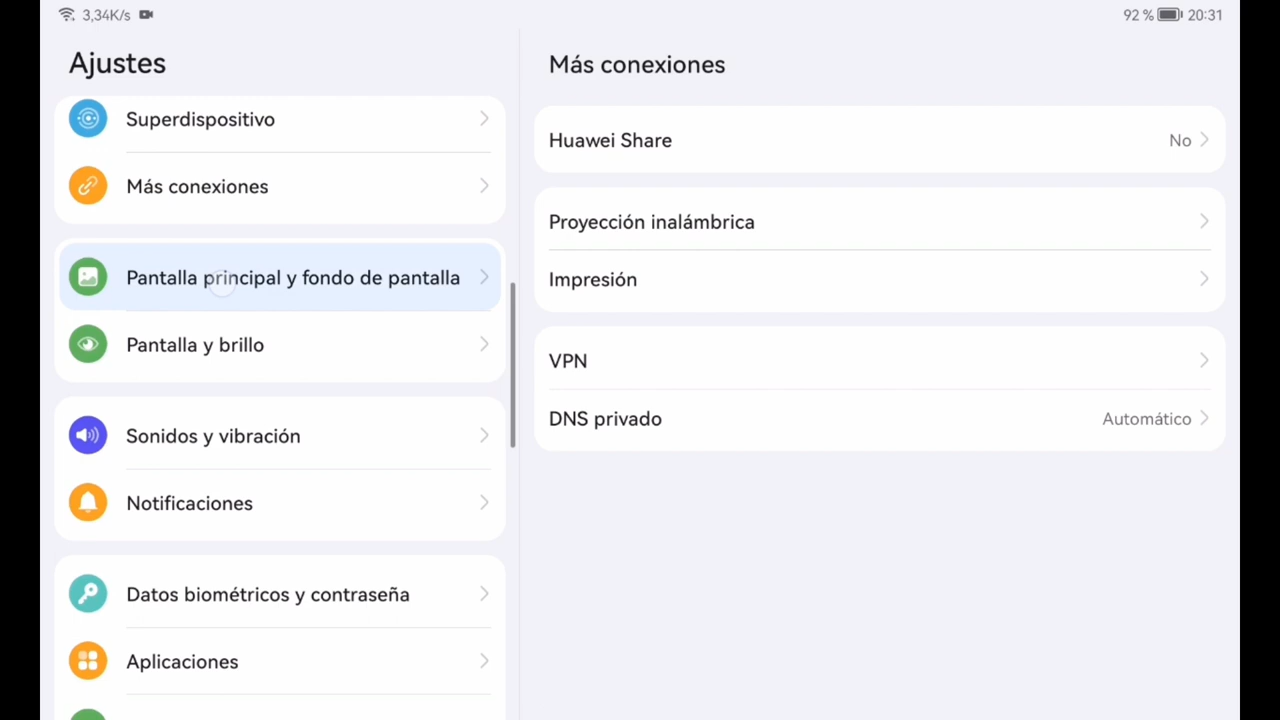 3,34K/s
92 % 20:31
Ajustes
Superdispositivo
Más conexiones
Pantalla principal y fondo de pantalla
Pantalla y brillo
Sonidos y vibración
Notificaciones
Datos biométricos y contraseña
Aplicaciones
Más conexiones
Huawei Share No
Proyección inalámbrica
Impresión
VPN
DNS privado Automático